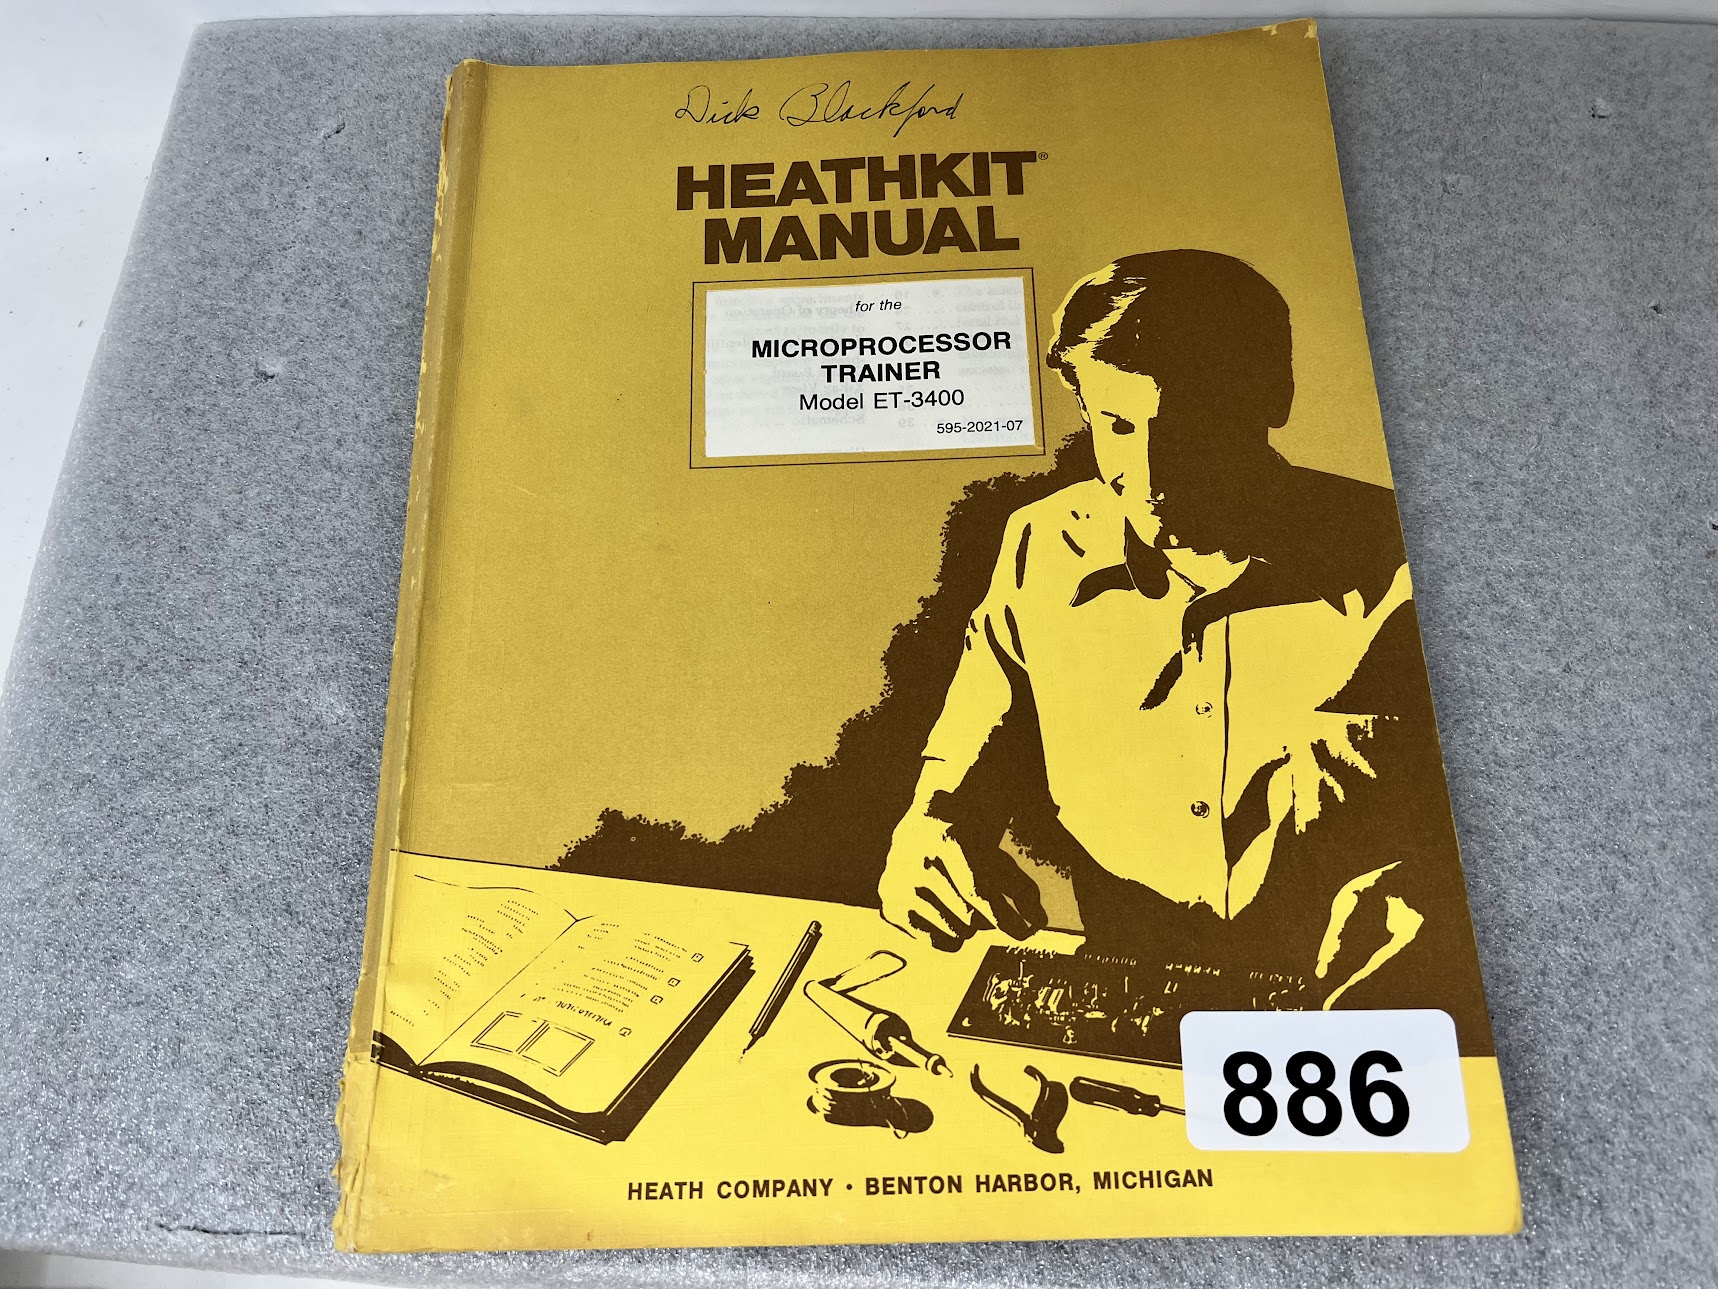 Dick Blackford
HEATHKIT®
MANUAL
for the
MICROPROCESSOR
TRAINER
Model ET-3400
595-2021-07
886
HEATH COMPANY • BENTON HARBOR, MICHIGAN